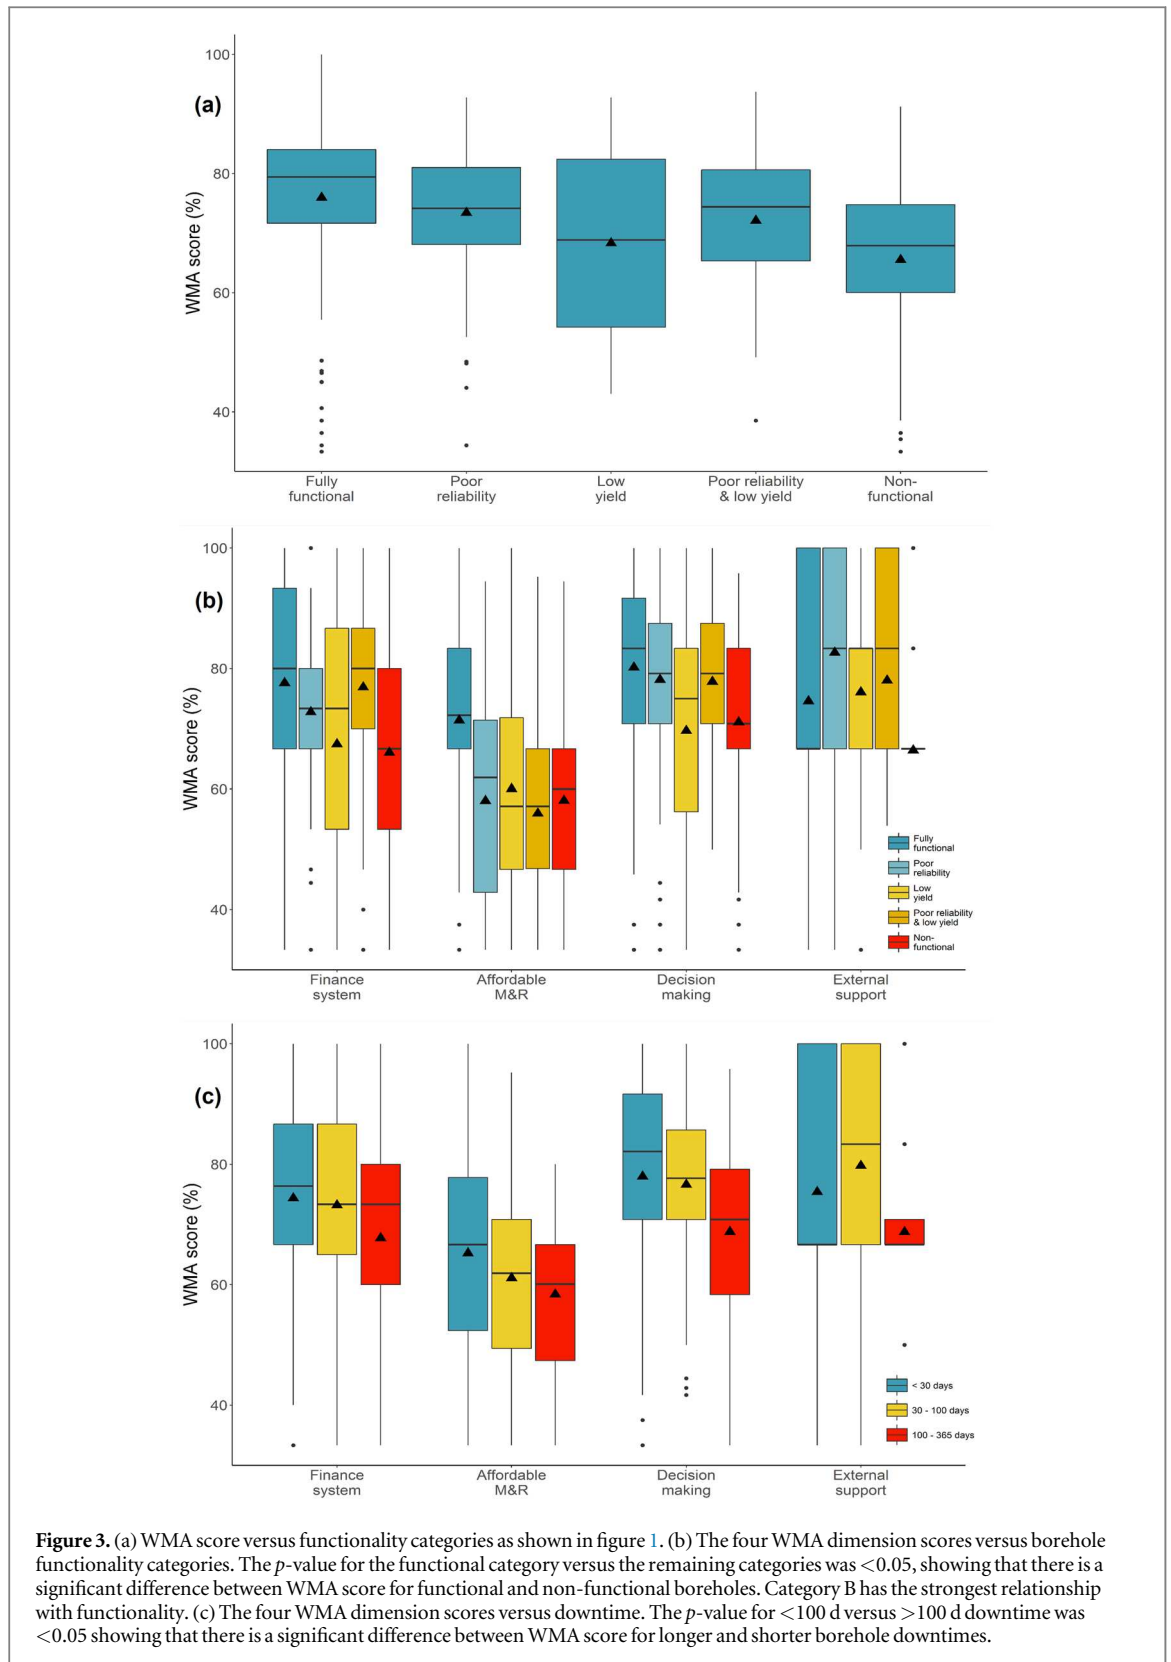 100
(a)
80
60
40
WMA score (%)
Fully
functional
Poor
reliability
Low
yield
Poor reliability
& low yield
Non-
functional
100
(b)
80
60
40
WMA score (%)
Fully
functional
Poor
reliability
Low
yield
Poor reliability
& low yield
Non-
functional
Finance
system
Affordable
M&R
Decision
making
External
support
100
(c)
80
60
40
WMA score (%)
< 30 days
30 - 100 days
100 - 365 days
Finance
system
Affordable
M&R
Decision
making
External
support
Figure 3. (a) WMA score versus functionality categories as shown in figure 1. (b) The four WMA dimension scores versus borehole
functionality categories. The p-value for the functional category versus the remaining categories was <0.05, showing that there is a
significant difference between WMA score for functional and non-functional boreholes. Category B has the strongest relationship
with functionality. (c) The four WMA dimension scores versus downtime. The p-value for <100 d versus >100 d downtime was
<0.05 showing that there is a significant difference between WMA score for longer and shorter borehole downtimes.